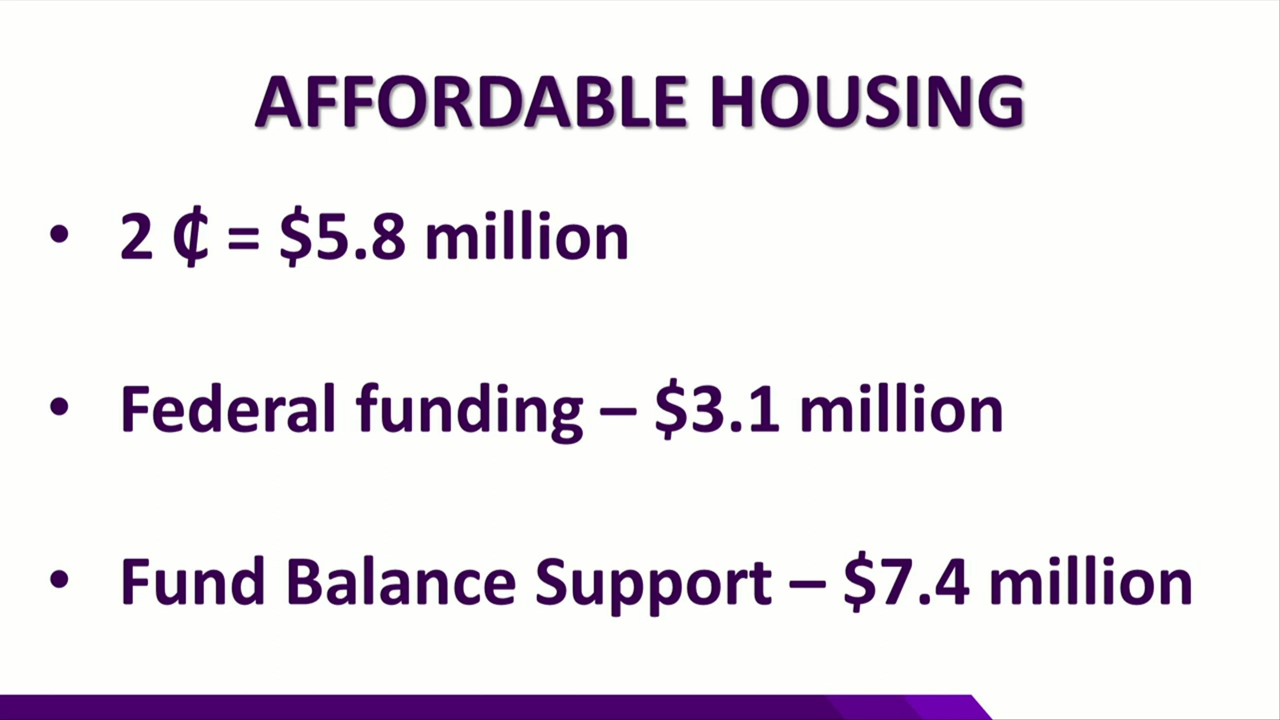 AFFORDABLE HOUSING
• 2 ₵ = $5.8 million
• Federal funding – $3.1 million
• Fund Balance Support – $7.4 million